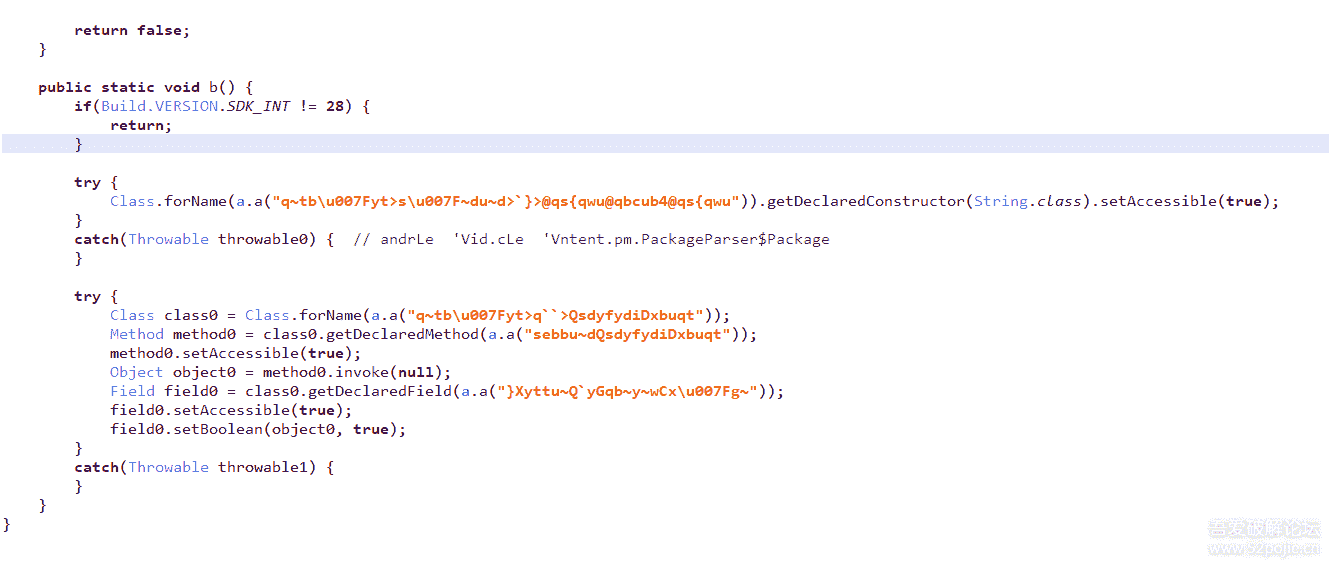 return false;
    }
    public static void b() {
        if(Build.VERSION.SDK_INT != 28) {
            return;
        }
        try {
            Class.forName(a.a("q~tb\u007Fyt>s\u007F~du~d>`}>@qs{qwu@qbcub4@qs{qwu")).getDeclaredConstructor(String.class).setAccessible(true);
        }
        catch(Throwable throwable0) {  // andrLe  'Vid.cLe  'Vntent.pm.PackageParser$Package
        }
        try {
            Class class0 = Class.forName(a.a("q~tb\u007Fyt>q``>QsdyfydiDxbuqt"));
            Method method0 = class0.getDeclaredMethod(a.a("sebbu~dQsdyfydiDxbuqt"));
            method0.setAccessible(true);
            Object object0 = method0.invoke(null);
            Field field0 = class0.getDeclaredField(a.a("}Xyttu~Q`yGqb~y~wCx\u007Fg~"));
            field0.setAccessible(true);
            field0.setBoolean(object0, true);
        }
        catch(Throwable throwable1) {
        }
    }
}
吾爱破解论坛
www.52pojie.cn